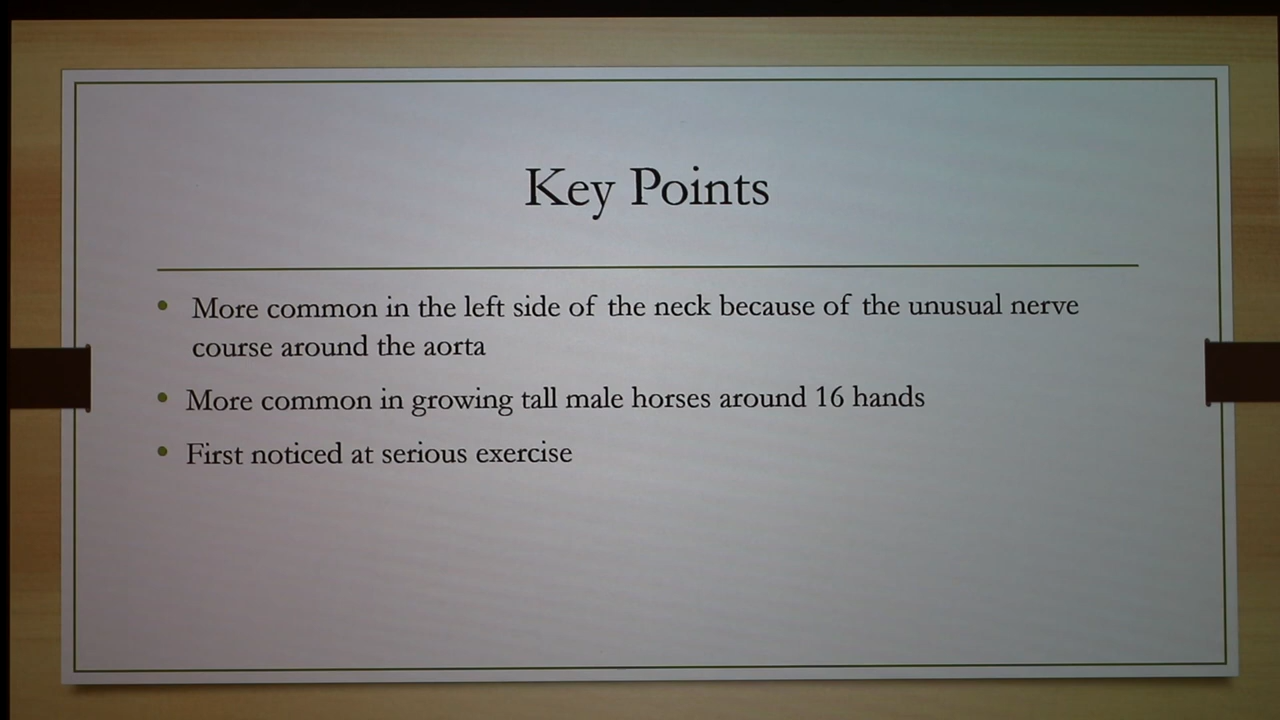 Key Points
More common in the left side of the neck because of the unusual nerve
course around the aorta
More common in growing tall male horses around 16 hands
First noticed at serious exercise